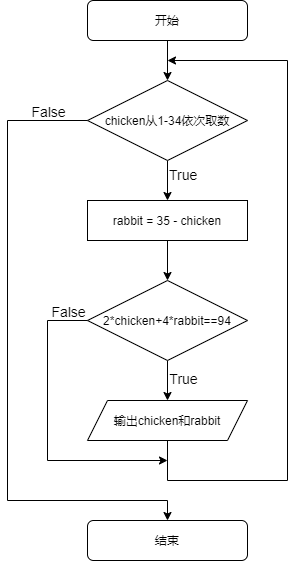 开始
chicken从1-34依次取数
False
True
rabbit = 35 - chicken
False
2*chicken+4*rabbit==94
True
输出chicken和rabbit
结束